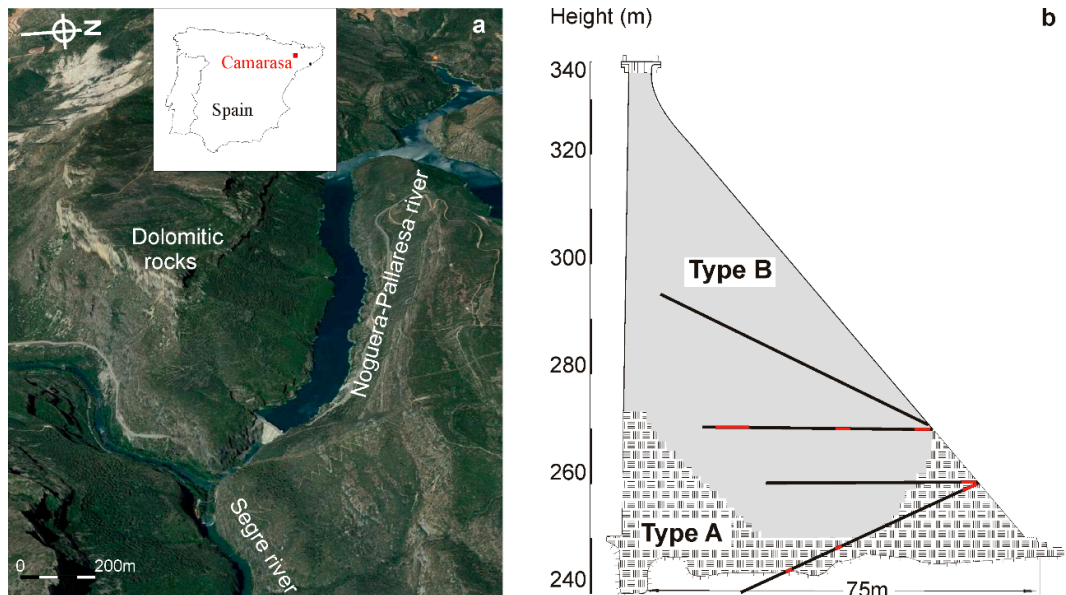 N
a
Camarasa
Spain
Dolomitic
rocks
Noguera-Pallaresa river
Segre river
0
200m
Height (m)
b
340
320
300
280
260
240
Type B
Type A
75m